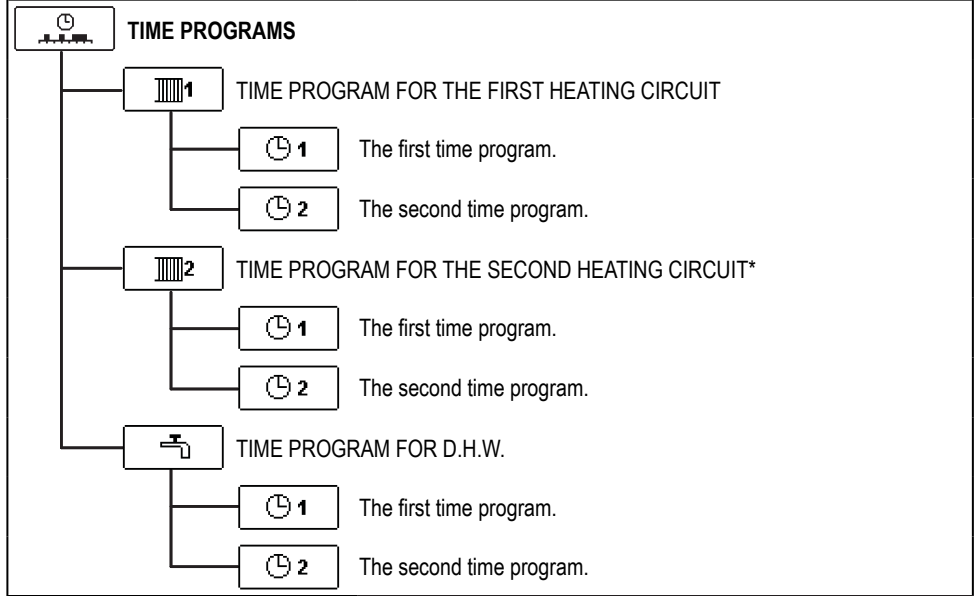 TIME PROGRAMS
1 TIME PROGRAM FOR THE FIRST HEATING CIRCUIT
1 The first time program.
2 The second time program.
2 TIME PROGRAM FOR THE SECOND HEATING CIRCUIT*
1 The first time program.
2 The second time program.
TIME PROGRAM FOR D.H.W.
1 The first time program.
2 The second time program.